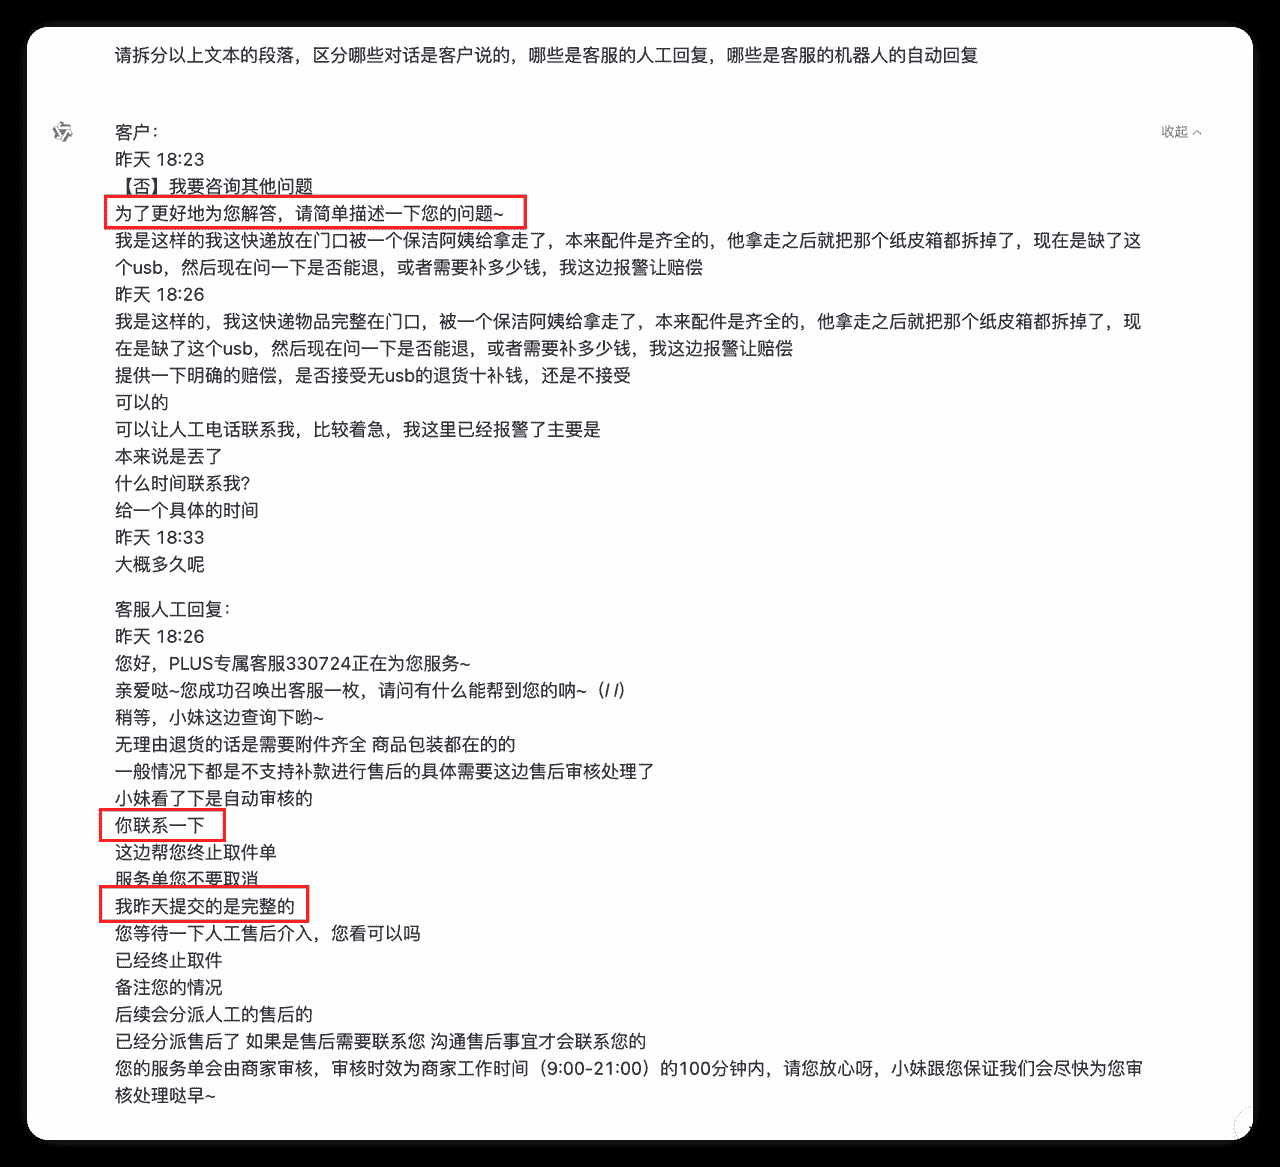 请拆分以上文本的段落，区分哪些对话是客户说的，哪些是客服的人工回复，哪些是客服的机器人的自动回复
客户：
收起
昨天 18:23
【否】我要咨询其他问题
为了更好地为您解答，请简单描述一下您的问题~
我是这样的我这快递放在门口被一个保洁阿姨给拿走了，本来配件是齐全的，他拿走之后就把那个纸皮箱都拆掉了，现在是缺了这
个usb，然后现在问一下是否能退，或者需要补多少钱，我这边报警让赔偿
昨天 18:26
我是这样的，我这快递物品完整在门口，被一个保洁阿姨给拿走了，本来配件是齐全的，他拿走之后就把那个纸皮箱都拆掉了，现
在是缺了这个usb，然后现在问一下是否能退，或者需要补多少钱，我这边报警让赔偿
提供一下明确的赔偿，是否接受无usb的退货十补钱，还是不接受
可以的
可以让人工电话联系我，比较着急，我这里已经报警了主要是
本来说是丢了
什么时间联系我?
给一个具体的时间
昨天 18:33
大概多久呢
客服人工回复：
昨天 18:26
您好，PLUS专属客服330724正在为您服务~
亲爱哒~您成功召唤出客服一枚，请问有什么能帮到您的呐~（/ /）
稍等，小妹这边查询下哟~
无理由退货的话是需要附件齐全 商品包装都在的的
一般情况下都是不支持补款进行售后的具体需要这边售后审核处理了
小妹看了下是自动审核的
你联系一下
这边帮您终止取件单
服务单您不要取消
我昨天提交的是完整的
您等待一下人工售后介入，您看可以吗
已经终止取件
备注您的情况
后续会分派人工的售后的
已经分派售后了 如果是售后需要联系您 沟通售后事宜才会联系您的
您的服务单会由商家审核，审核时效为商家工作时间（9:00-21:00）的100分钟内，请您放心呀，小妹跟您保证我们会尽快为您审
核处理哒早~